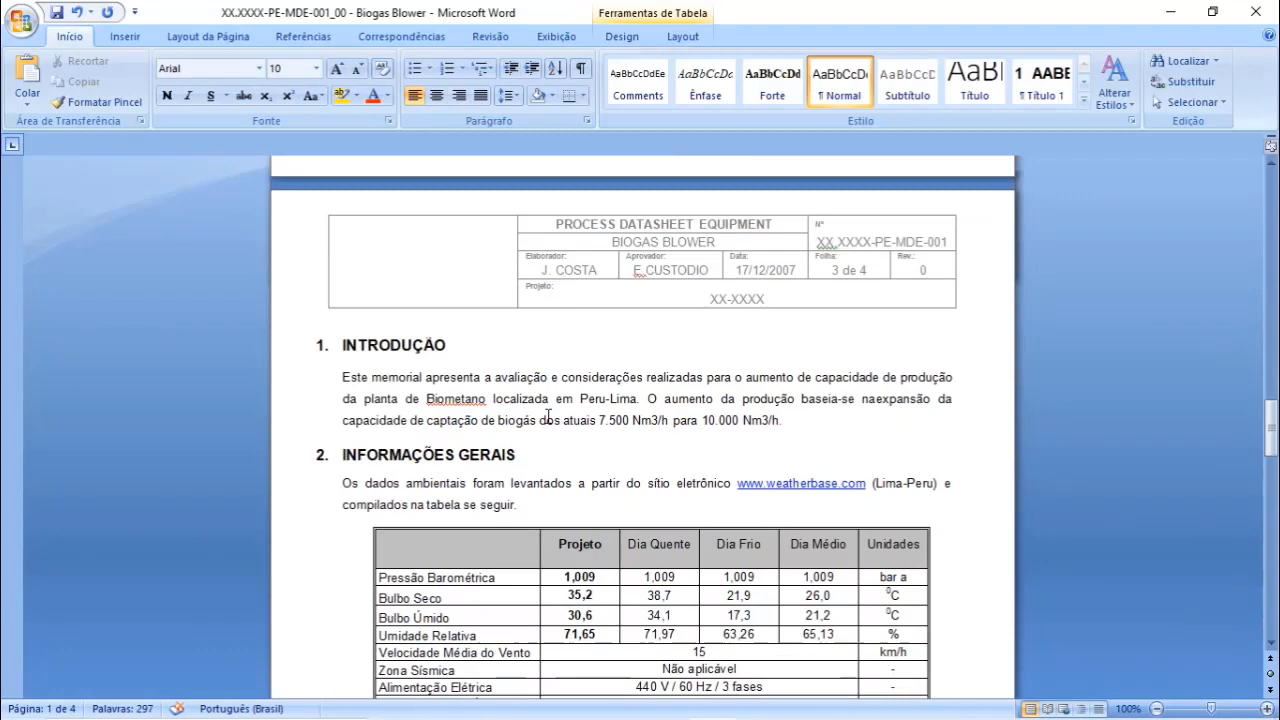 XX.XXXX-PE-MDE-001_00 - Biogas Blower - Microsoft Word
Ferramentas de Tabela
Início Inserir Layout da Página Referências Correspondências Revisão Exibição Design Layout
Colar
Recortar
Copiar
Formatar Pincel
Área de Transferência
Arial 10
N I S abc x₂ x² Aa
Fonte
Parágrafo
AaBbCcDdEe AaBbCcDc AaBbCcDd AaBbCcDc AaBbCcD AaBl 1 AABE
Comments Ênfase Forte ¶ Normal Subtítulo Título ¶ Título 1
Alterar Estilos
Estilo
Localizar
Substituir
Selecionar
Edição
PROCESS DATASHEET EQUIPMENT
BIOGAS BLOWER
Nº
XX.XXXX-PE-MDE-001
Elaborador: Aprovador: Data: Folha: Rev.:
J. COSTA E.CUSTODIO 17/12/2007 3 de 4 0
Projeto:
XX-XXXX
1. INTRODUÇÃO
Este memorial apresenta a avaliação e considerações realizadas para o aumento de capacidade de produção
da planta de Biometano localizada em Peru-Lima. O aumento da produção baseia-se naexpansão da
capacidade de captação de biogás dos atuais 7.500 Nm3/h para 10.000 Nm3/h.
2. INFORMAÇÕES GERAIS
Os dados ambientais foram levantados a partir do sítio eletrônico www.weatherbase.com (Lima-Peru) e
compilados na tabela se seguir.
Projeto Dia Quente Dia Frio Dia Médio Unidades
Pressão Barométrica 1,009 1,009 1,009 1,009 bar a
Bulbo Seco 35,2 38,7 21,9 26,0 ⁰C
Bulbo Úmido 30,6 34,1 17,3 21,2 ⁰C
Umidade Relativa 71,65 71,97 63,26 65,13 %
Velocidade Média do Vento 15 km/h
Zona Sísmica Não aplicável -
Alimentação Elétrica 440 V / 60 Hz / 3 fases -
Página: 1 de 4 Palavras: 297 Português (Brasil) 100%